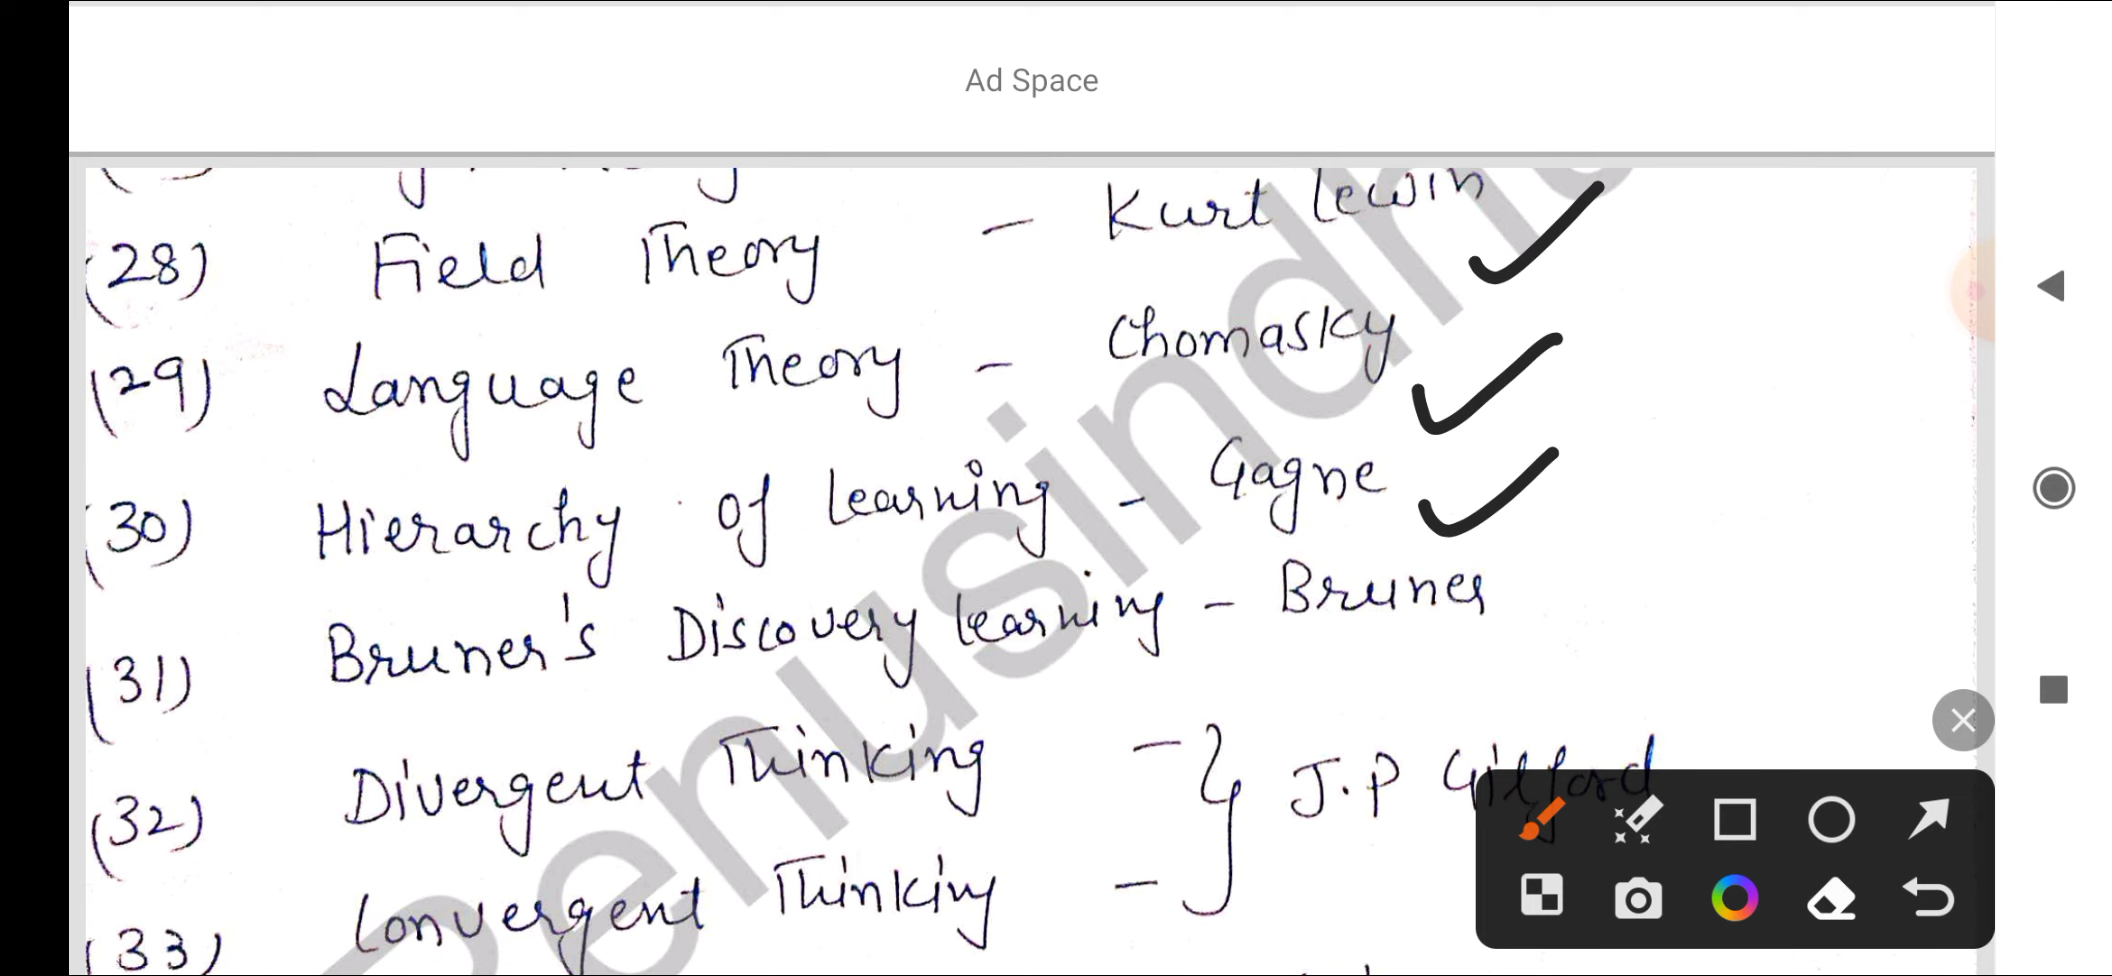 Ad Space
(28) Field Theory - Kurt Lewin
(29) Language Theory - Chomasky
(30) Hierarchy of learning - Gagne
(31) Bruner's Discovery learning - Bruner
(32) Divergent Thinking - } J.P Gilford
(33) Convergent Thinking -